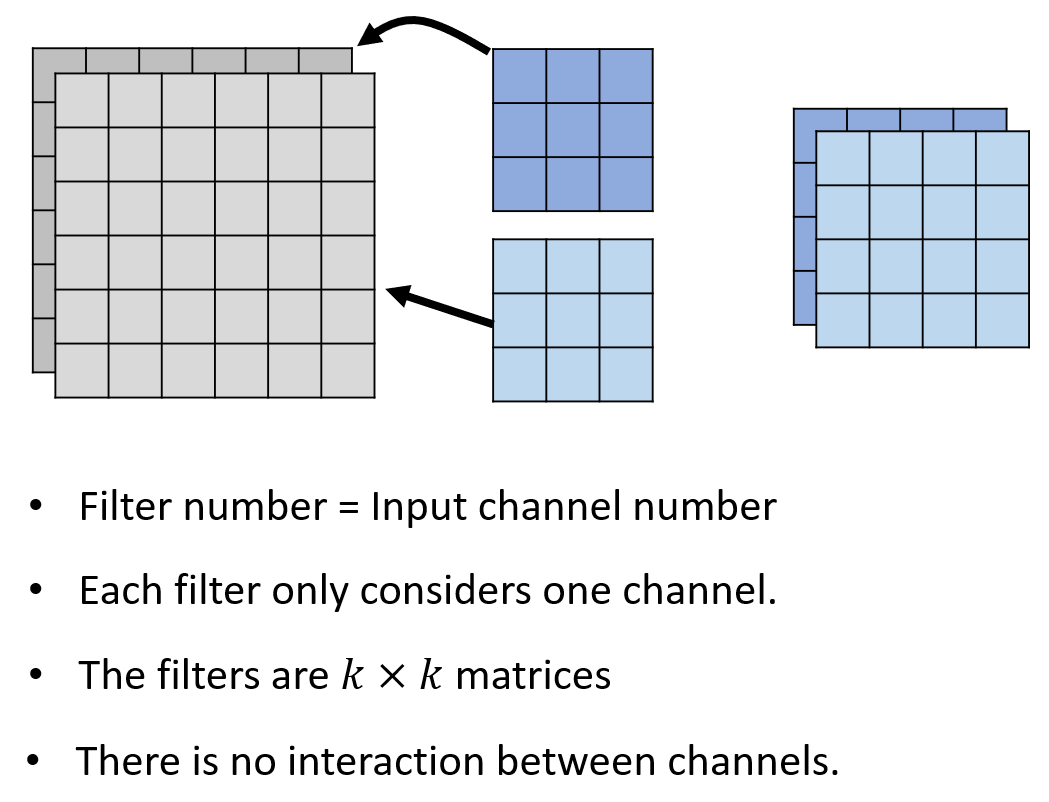 • Filter number = Input channel number
• Each filter only considers one channel.
• The filters are 𝑘 × 𝑘 matrices
• There is no interaction between channels.